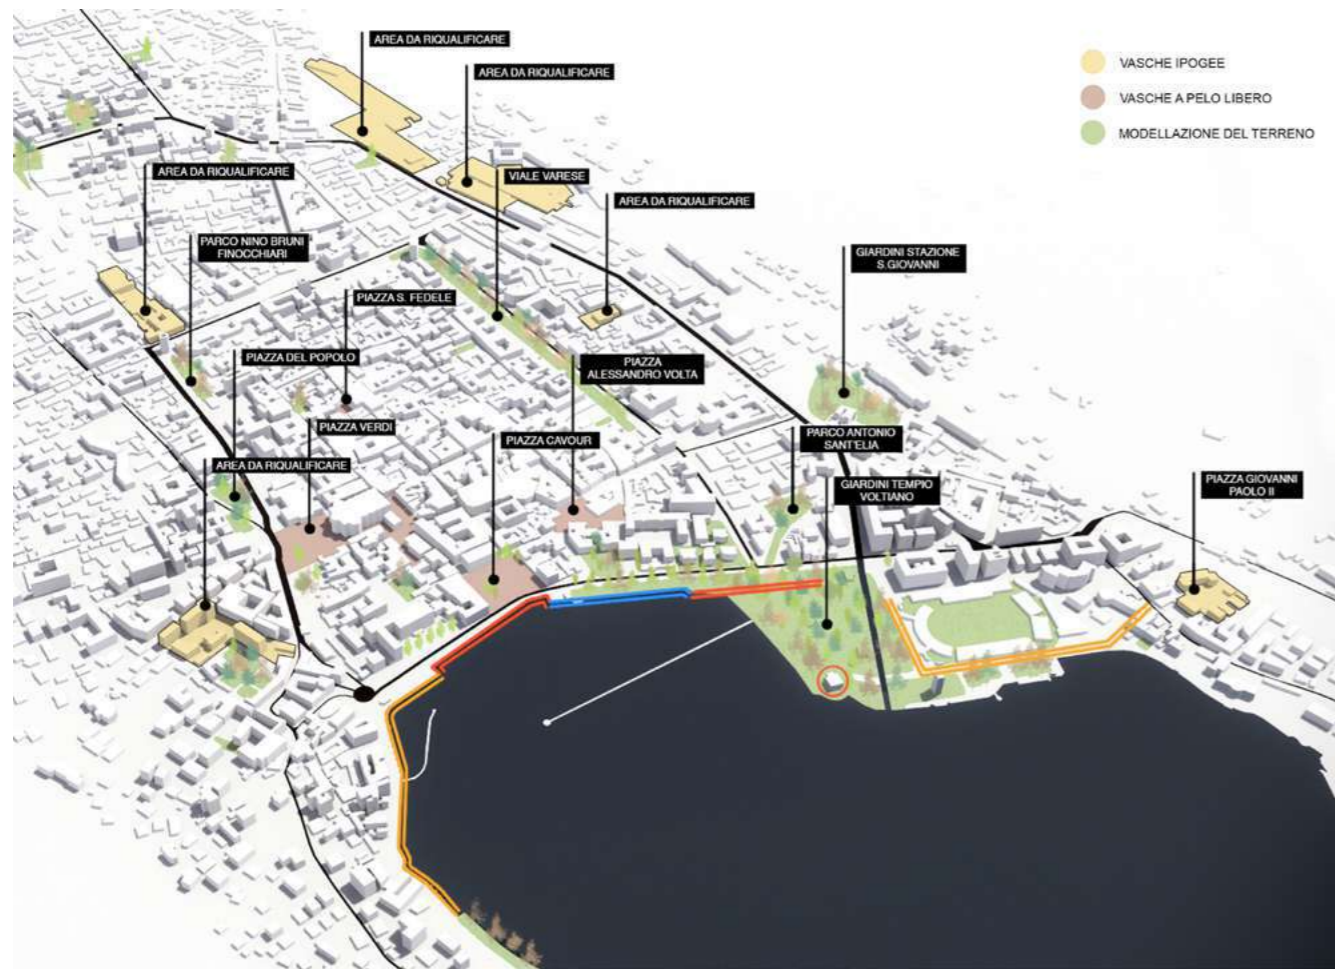 AREA DA RIQUALIFICARE
AREA DA RIQUALIFICARE
VASCHE IPOGEE
VASCHE A PELO LIBERO
MODELLAZIONE DEL TERRENO
AREA DA RIQUALIFICARE
VIALE VARESE
AREA DA RIQUALIFICARE
PARCO NINO BRUNI
FINOCCHIARI
GIARDINI STAZIONE
S.GIOVANNI
PIAZZA S. FEDELE
PIAZZA DEL POPOLO
PIAZZA
ALESSANDRO VOLTA
PIAZZA VERDI
PIAZZA CAVOUR
PARCO ANTONIO
SANT'ELIA
AREA DA RIQUALIFICARE
GIARDINI TEMPIO
VOLTIANO
PIAZZA GIOVANNI
PAOLO II